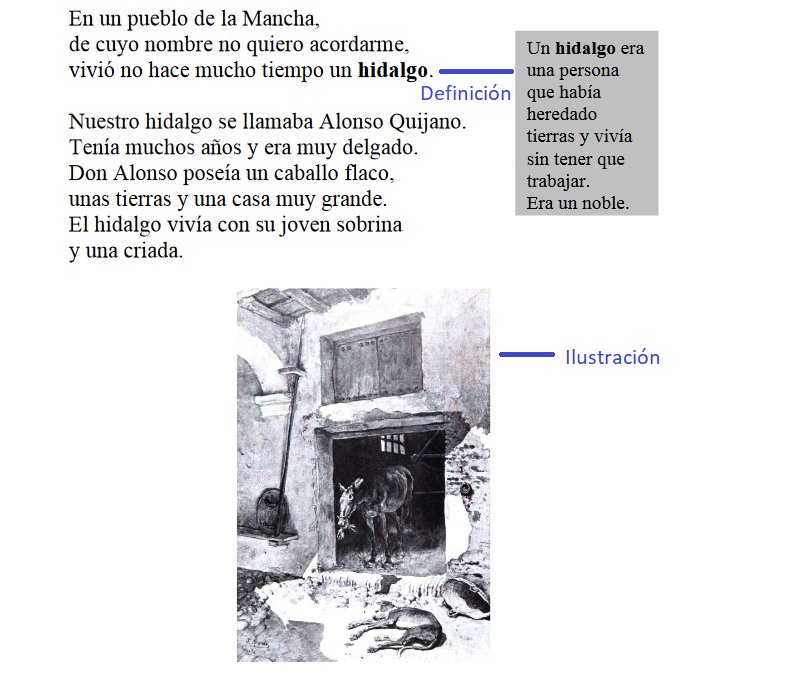 En un pueblo de la Mancha,
de cuyo nombre no quiero acordarme,
vivió no hace mucho tiempo un hidalgo.
Definición
Un hidalgo era
una persona
que había
heredado
tierras y vivía
sin tener que
trabajar.
Era un noble.
Nuestro hidalgo se llamaba Alonso Quijano.
Tenía muchos años y era muy delgado.
Don Alonso poseía un caballo flaco,
unas tierras y una casa muy grande.
El hidalgo vivía con su joven sobrina
y una criada.
Ilustración